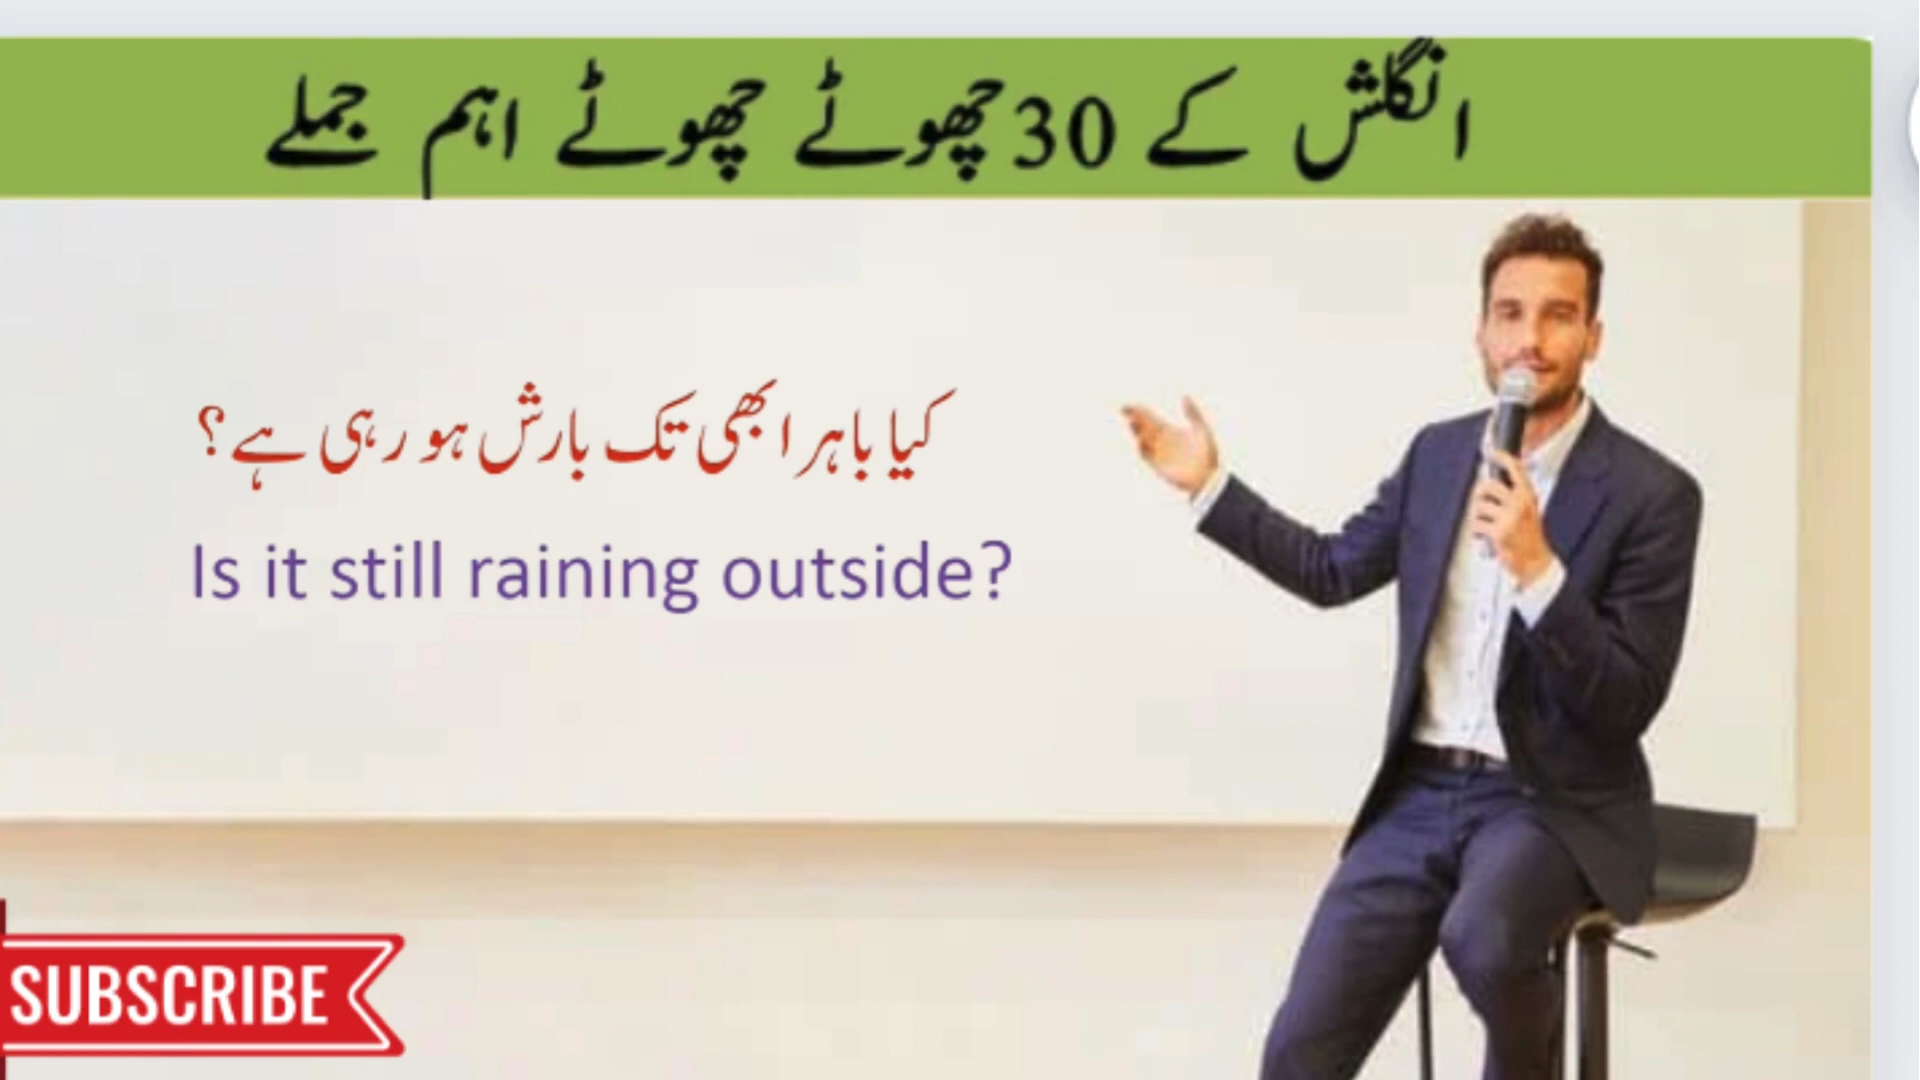 انگلش کے 30 چھوٹے چھوٹے اہم جملے
کیا باہر ابھی تک بارش ہو رہی ہے؟
Is it still raining outside?
SUBSCRIBE